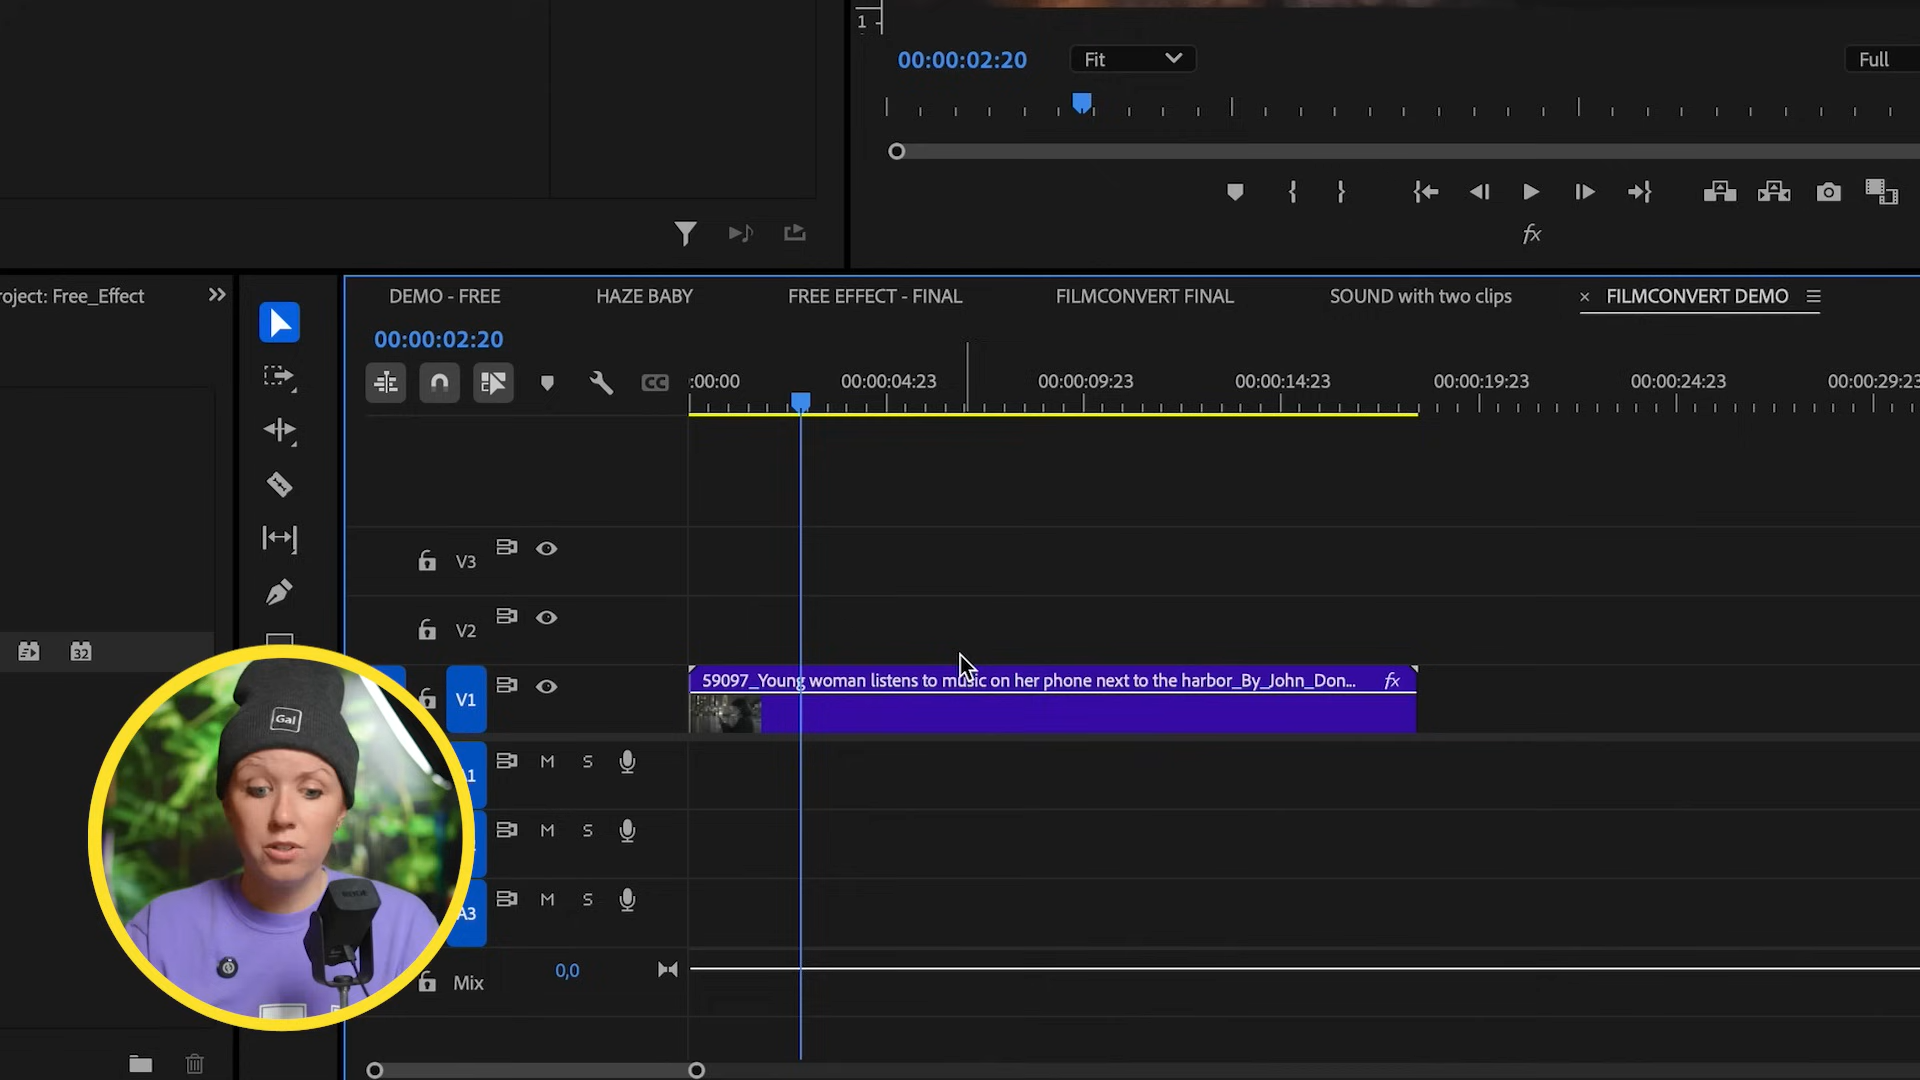 1
00:00:02:20
Fit
Full
fx
roject: Free_Effect
DEMO - FREE
HAZE BABY
FREE EFFECT - FINAL
FILMCONVERT FINAL
SOUND with two clips
× FILMCONVERT DEMO
00:00:02:20
CC
:00:00
00:00:04:23
00:00:09:23
00:00:14:23
00:00:19:23
00:00:24:23
00:00:29:23
V3
V2
32
V1
59097_Young woman listens to music on her phone next to the harbor_By_John_Don... fx
Gal
1 M S
M S
A3 M S
Mix 0,0